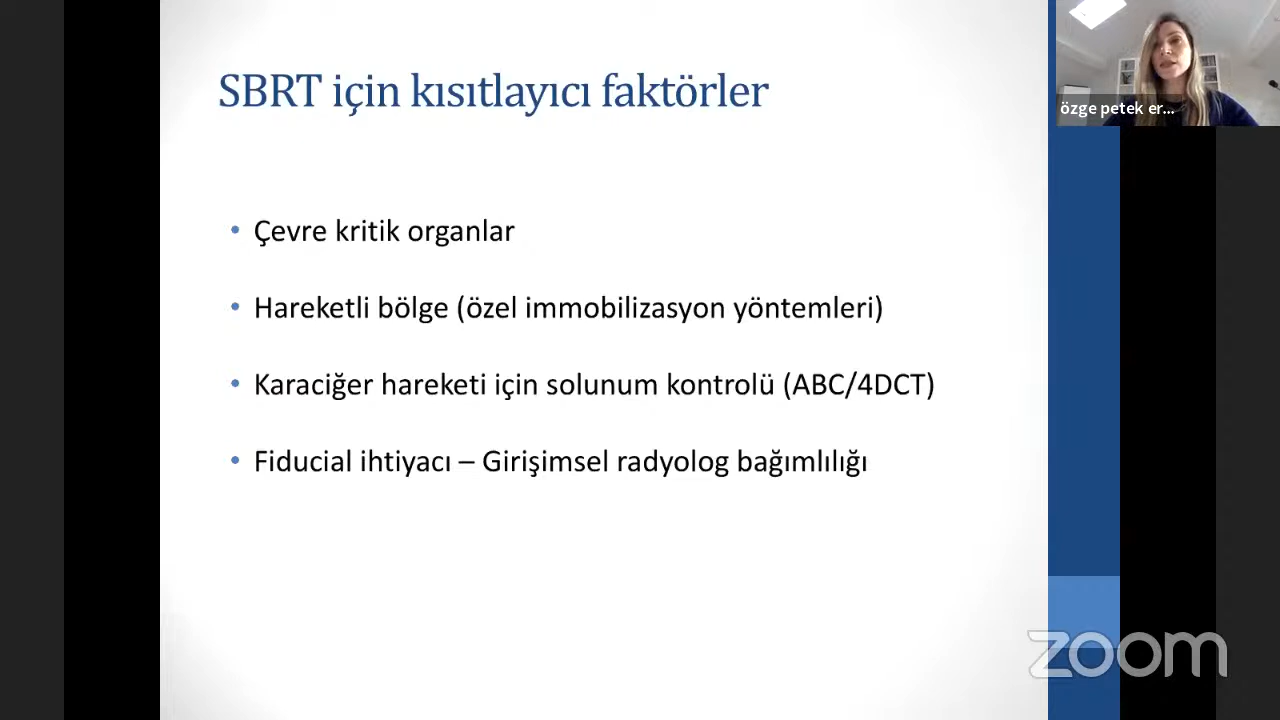 SBRT için kısıtlayıcı faktörler
• Çevre kritik organlar
• Hareketli bölge (özel immobilizasyon yöntemleri)
• Karaciğer hareketi için solunum kontrolü (ABC/4DCT)
• Fiducial ihtiyacı – Girişimsel radyolog bağımlılığı
özge petek er...
zoom